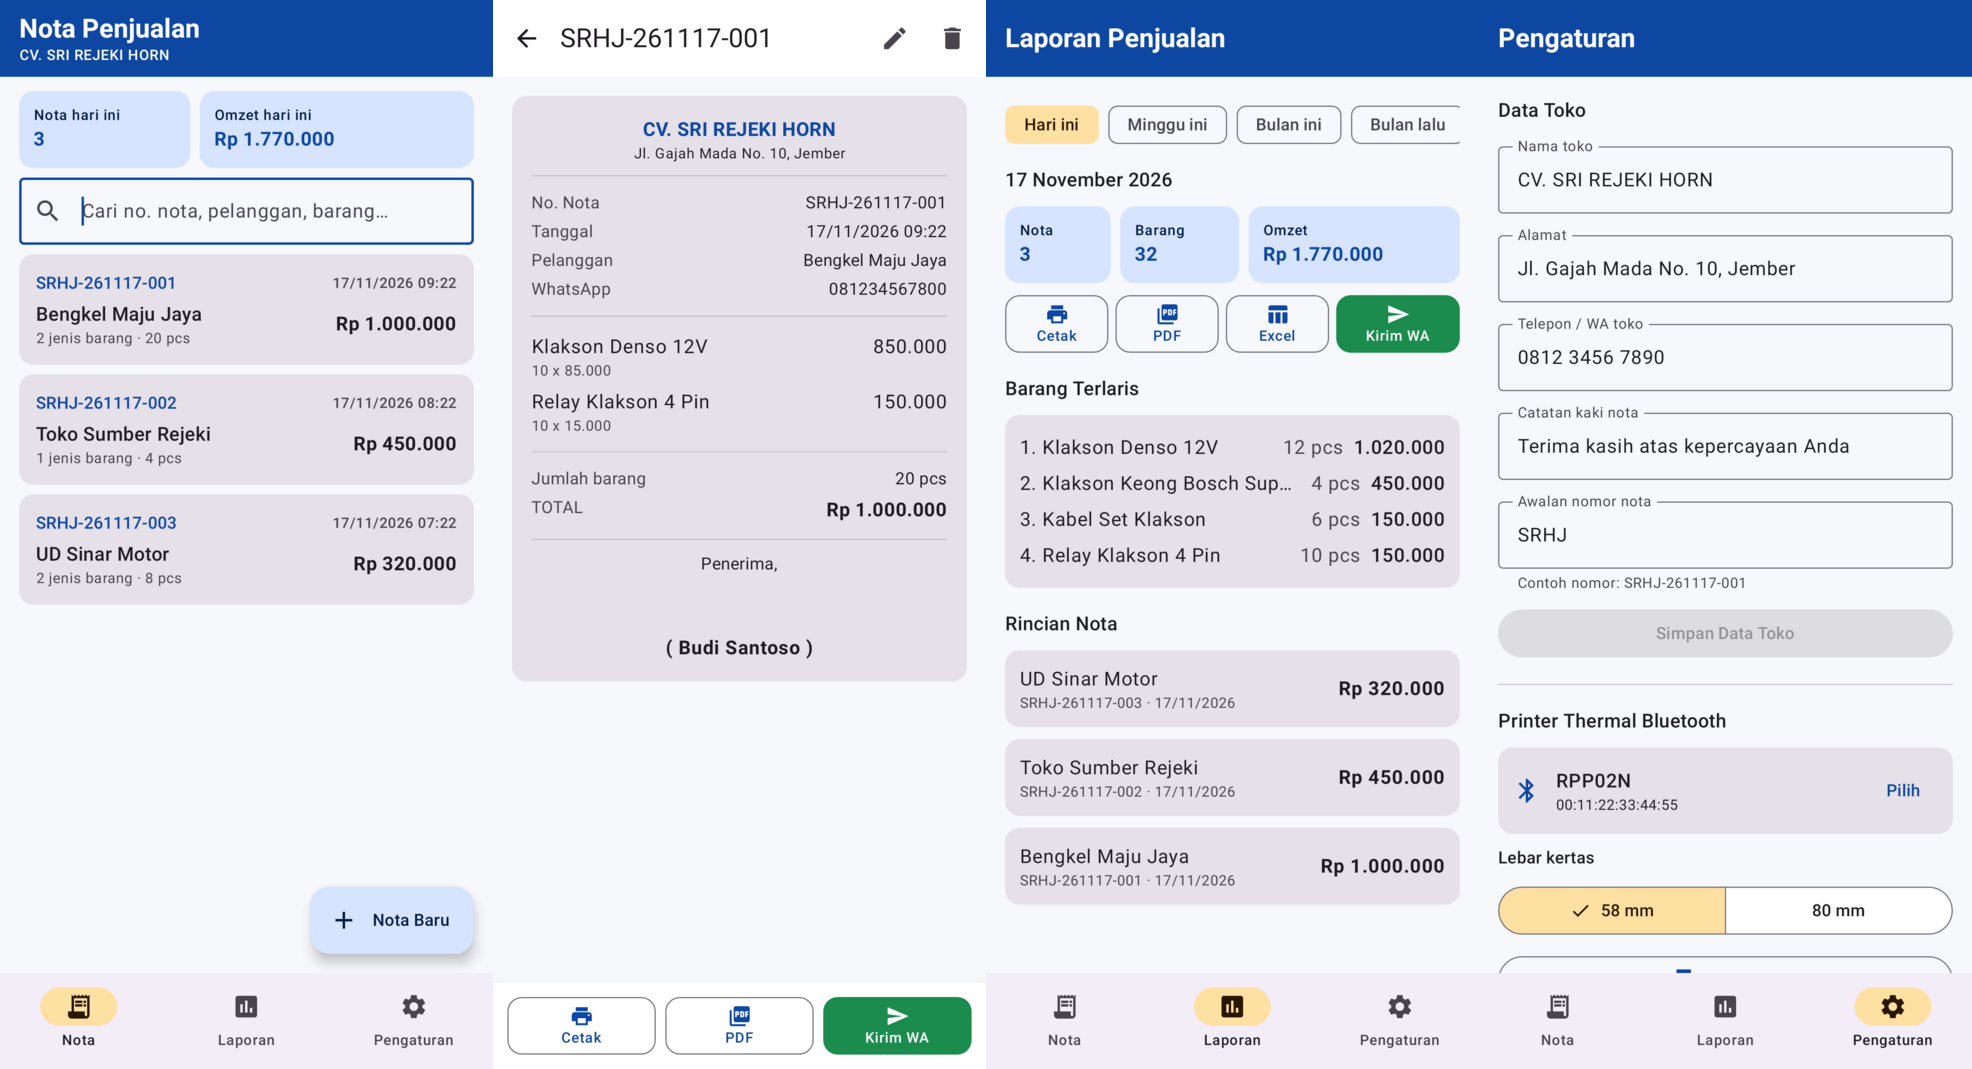 Nota Penjualan
CV. SRI REJEKI HORN
Nota hari ini
3
Omzet hari ini
Rp 1.770.000
Cari no. nota, pelanggan, barang...
SRHJ-261117-001
17/11/2026 09:22
Bengkel Maju Jaya
Rp 1.000.000
2 jenis barang · 20 pcs
SRHJ-261117-002
17/11/2026 08:22
Toko Sumber Rejeki
Rp 450.000
1 jenis barang · 4 pcs
SRHJ-261117-003
17/11/2026 07:22
UD Sinar Motor
Rp 320.000
2 jenis barang · 8 pcs
Nota Baru
Nota
Laporan
Pengaturan
SRHJ-261117-001
CV. SRI REJEKI HORN
Jl. Gajah Mada No. 10, Jember
No. Nota SRHJ-261117-001
Tanggal 17/11/2026 09:22
Pelanggan Bengkel Maju Jaya
WhatsApp 081234567800
Klakson Denso 12V 850.000
10 x 85.000
Relay Klakson 4 Pin 150.000
10 x 15.000
Jumlah barang 20 pcs
TOTAL Rp 1.000.000
Penerima,
( Budi Santoso )
Cetak
PDF
PDF
Kirim WA
Laporan Penjualan
Hari ini
Minggu ini
Bulan ini
Bulan lalu
17 November 2026
Nota
3
Barang
32
Omzet
Rp 1.770.000
Cetak
PDF
PDF
Excel
Kirim WA
Barang Terlaris
1. Klakson Denso 12V 12 pcs 1.020.000
2. Klakson Keong Bosch Sup... 4 pcs 450.000
3. Kabel Set Klakson 6 pcs 150.000
4. Relay Klakson 4 Pin 10 pcs 150.000
Rincian Nota
UD Sinar Motor
SRHJ-261117-003 · 17/11/2026
Rp 320.000
Toko Sumber Rejeki
SRHJ-261117-002 · 17/11/2026
Rp 450.000
Bengkel Maju Jaya
SRHJ-261117-001 · 17/11/2026
Rp 1.000.000
Nota
Laporan
Pengaturan
Pengaturan
Data Toko
Nama toko
CV. SRI REJEKI HORN
Alamat
Jl. Gajah Mada No. 10, Jember
Telepon / WA toko
0812 3456 7890
Catatan kaki nota
Terima kasih atas kepercayaan Anda
Awalan nomor nota
SRHJ
Contoh nomor: SRHJ-261117-001
Simpan Data Toko
Printer Thermal Bluetooth
RPP02N
00:11:22:33:44:55
Pilih
Lebar kertas
58 mm
80 mm
Nota
Laporan
Pengaturan